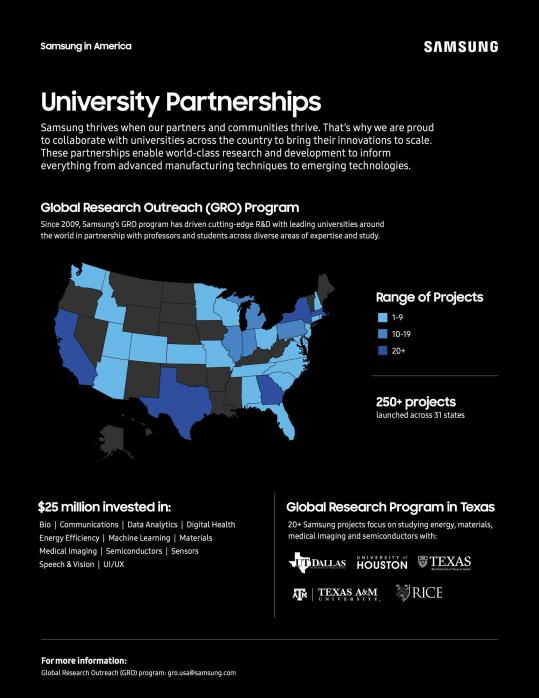 Samsung in America
SAMSUNG
University Partnerships
Samsung thrives when our partners and communities thrive. That's why we are proud
to collaborate with universities across the country to bring their innovations to scale.
These partnerships enable world-class research and development to inform
everything from advanced manufacturing techniques to emerging technologies.
Global Research Outreach (GRO) Program
Since 2009, Samsung's GRO program has driven cutting-edge R&D with leading universities around
the world in partnership with professors and students across diverse areas of expertise and study.
Range of Projects
1-9
10-19
20+
250+ projects
launched across 31 states
$25 million invested in:
Bio | Communications | Data Analytics | Digital Health
Energy Efficiency | Machine Learning | Materials
Medical Imaging | Semiconductors | Sensors
Speech & Vision | UI/UX
Global Research Program in Texas
20+ Samsung projects focus on studying energy, materials,
medical imaging and semiconductors with:
UT DALLAS
UNIVERSITY of
HOUSTON
TEXAS
The University of Texas at Austin
ATM
TEXAS A&M
UNIVERSITY
RICE
For more information:
Global Research Outreach (GRO) program: gro.usa@samsung.com